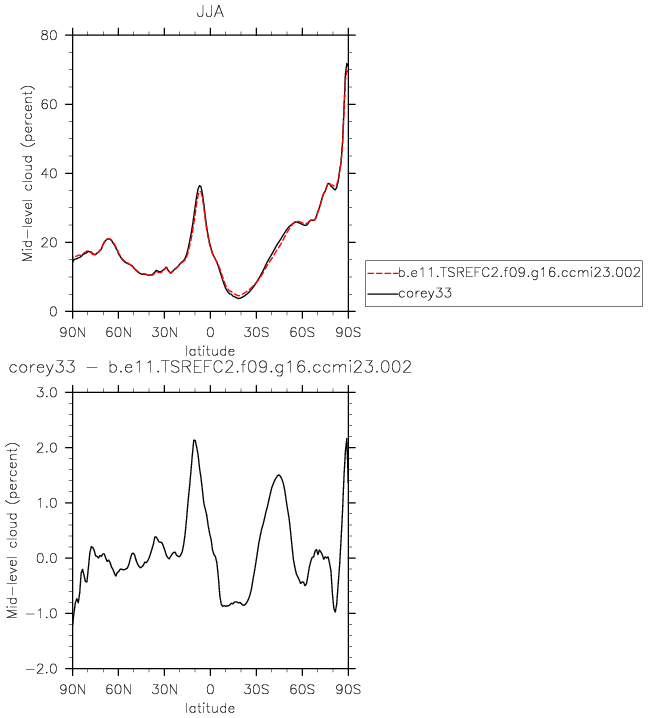 JJA
80
60
40
20
0
Mid-level cloud (percent)
90N 60N 30N 0 30S 60S 90S
latitude
b.e11.TSREFC2.f09.g16.ccmi23.002
corey33
corey33 - b.e11.TSREFC2.f09.g16.ccmi23.002
3.0
2.0
1.0
0.0
-1.0
-2.0
Mid-level cloud (percent)
90N 60N 30N 0 30S 60S 90S
latitude